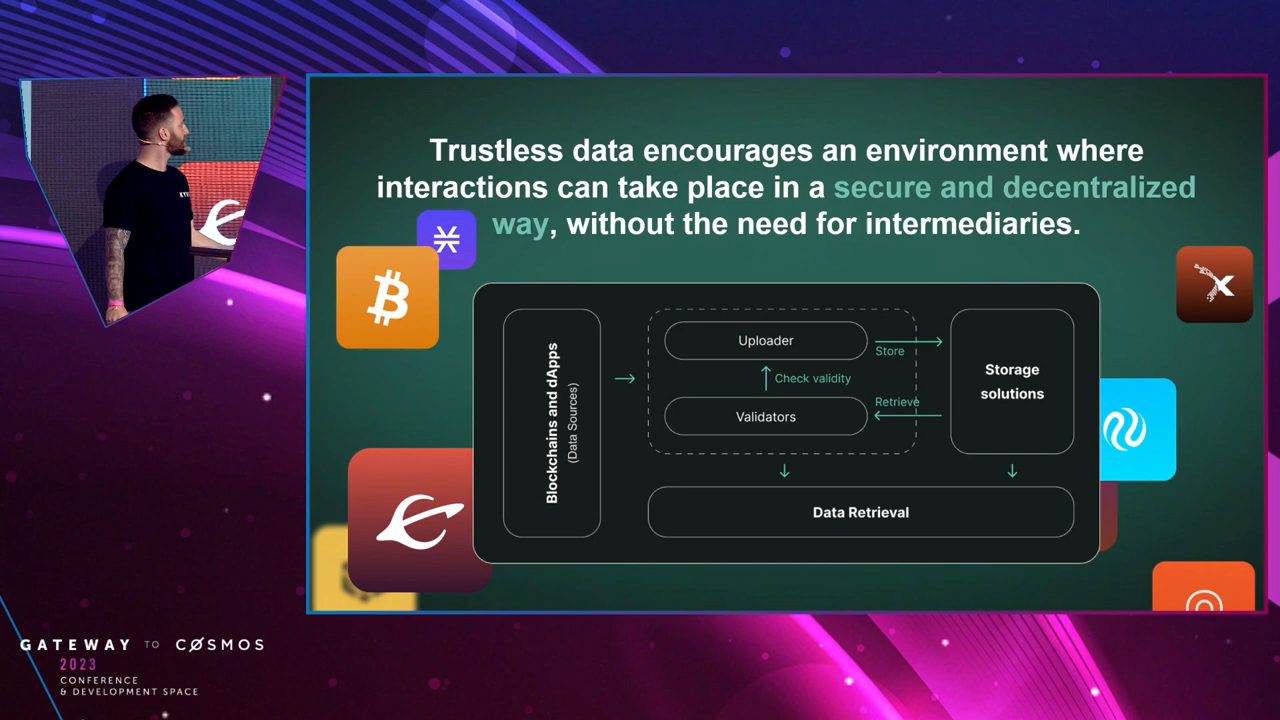 Trustless data encourages an environment where
interactions can take place in a secure and decentralized
way, without the need for intermediaries.
Blockchains and dApps
(Data Sources)
Uploader
Store
Check validity
Retrieve
Validators
Storage
solutions
Data Retrieval
GATEWAY TO COSMOS
2023
CONFERENCE
& DEVELOPMENT SPACE